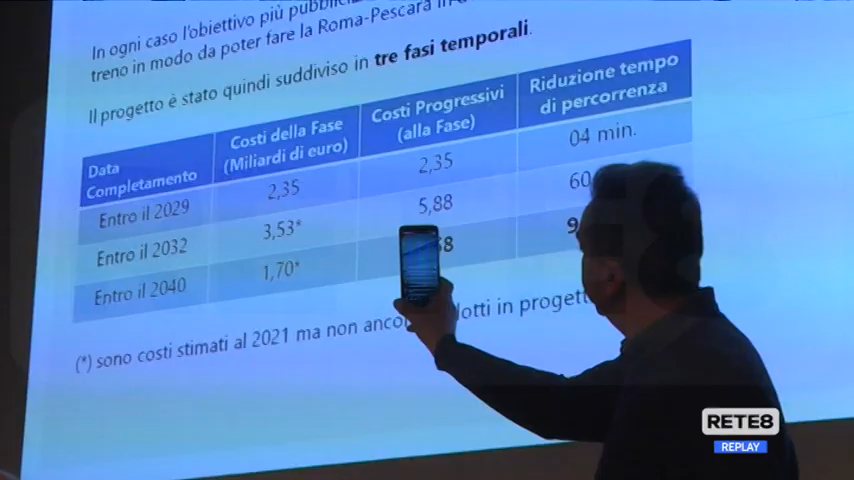 In ogni caso l'obiettivo più
treno in modo da poter fare la Roma-Pescara in
Il progetto è stato quindi suddiviso in tre fasi temporali.
Data Completamento
Costi della Fase (Miliardi di euro)
Costi Progressivi (alla Fase)
Riduzione tempo di percorrenza
Entro il 2029 2,35 2,35 04 min.
Entro il 2032 3,53* 5,88 60
Entro il 2040 1,70*
(*) sono costi stimati al 2021 ma non in progett
RETE8
REPLAY